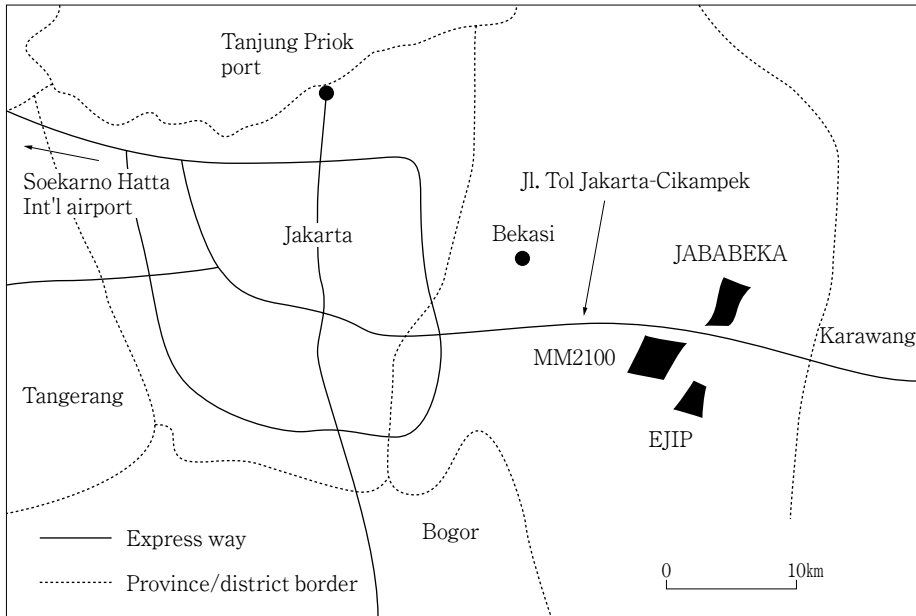 Tanjung Priok
port
Soekarno Hatta
Int'l airport
Jl. Tol Jakarta-Cikampek
Jakarta
Bekasi
JABABEKA
Karawang
MM2100
Tangerang
EJIP
Bogor
Express way
Province/district border
0 10km